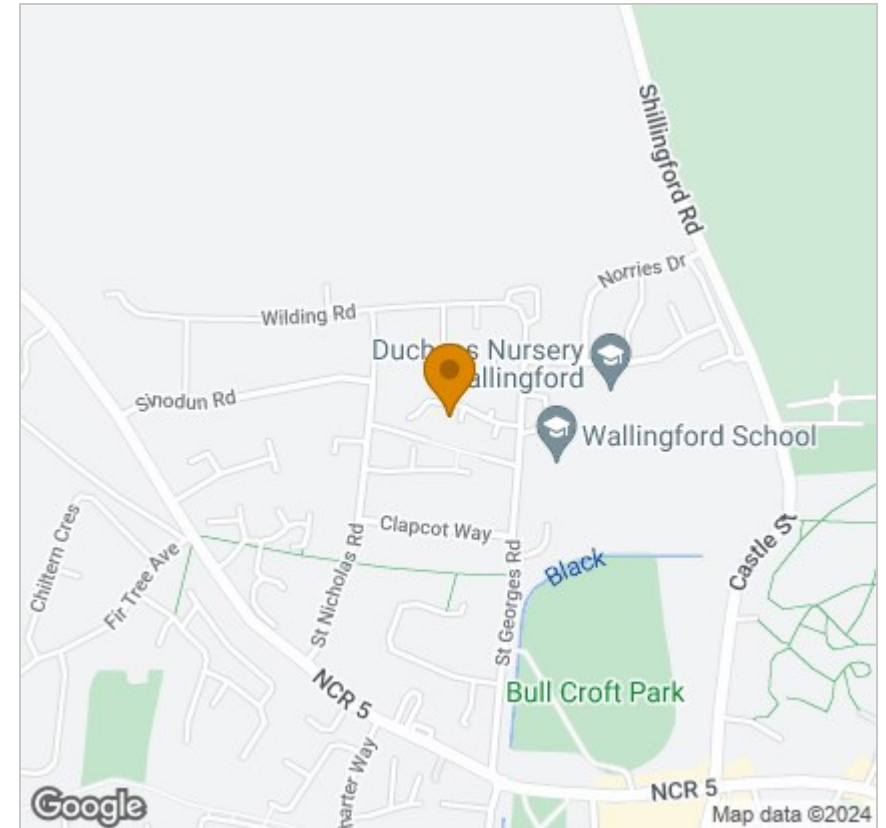 Shillingford Rd
Norries Dr
Wilding Rd
Nursery
Sinodun Rd
Wallingford School
Clapcot Way
Chiltern Cres
Fir Tree Ave
St Nicholas Rd
St Georges Rd
Black
Castle St
Bull Croft Park
NCR 5
Way
NCR 5
Google
Map data ©2024